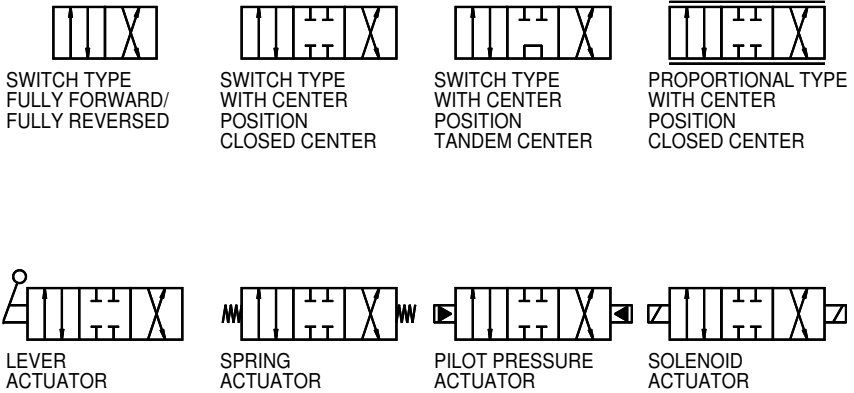 SWITCH TYPE
FULLY FORWARD/
FULLY REVERSED
SWITCH TYPE
WITH CENTER
POSITION
CLOSED CENTER
SWITCH TYPE
WITH CENTER
POSITION
TANDEM CENTER
PROPORTIONAL TYPE
WITH CENTER
POSITION
CLOSED CENTER
LEVER
ACTUATOR
SPRING
ACTUATOR
PILOT PRESSURE
ACTUATOR
SOLENOID
ACTUATOR